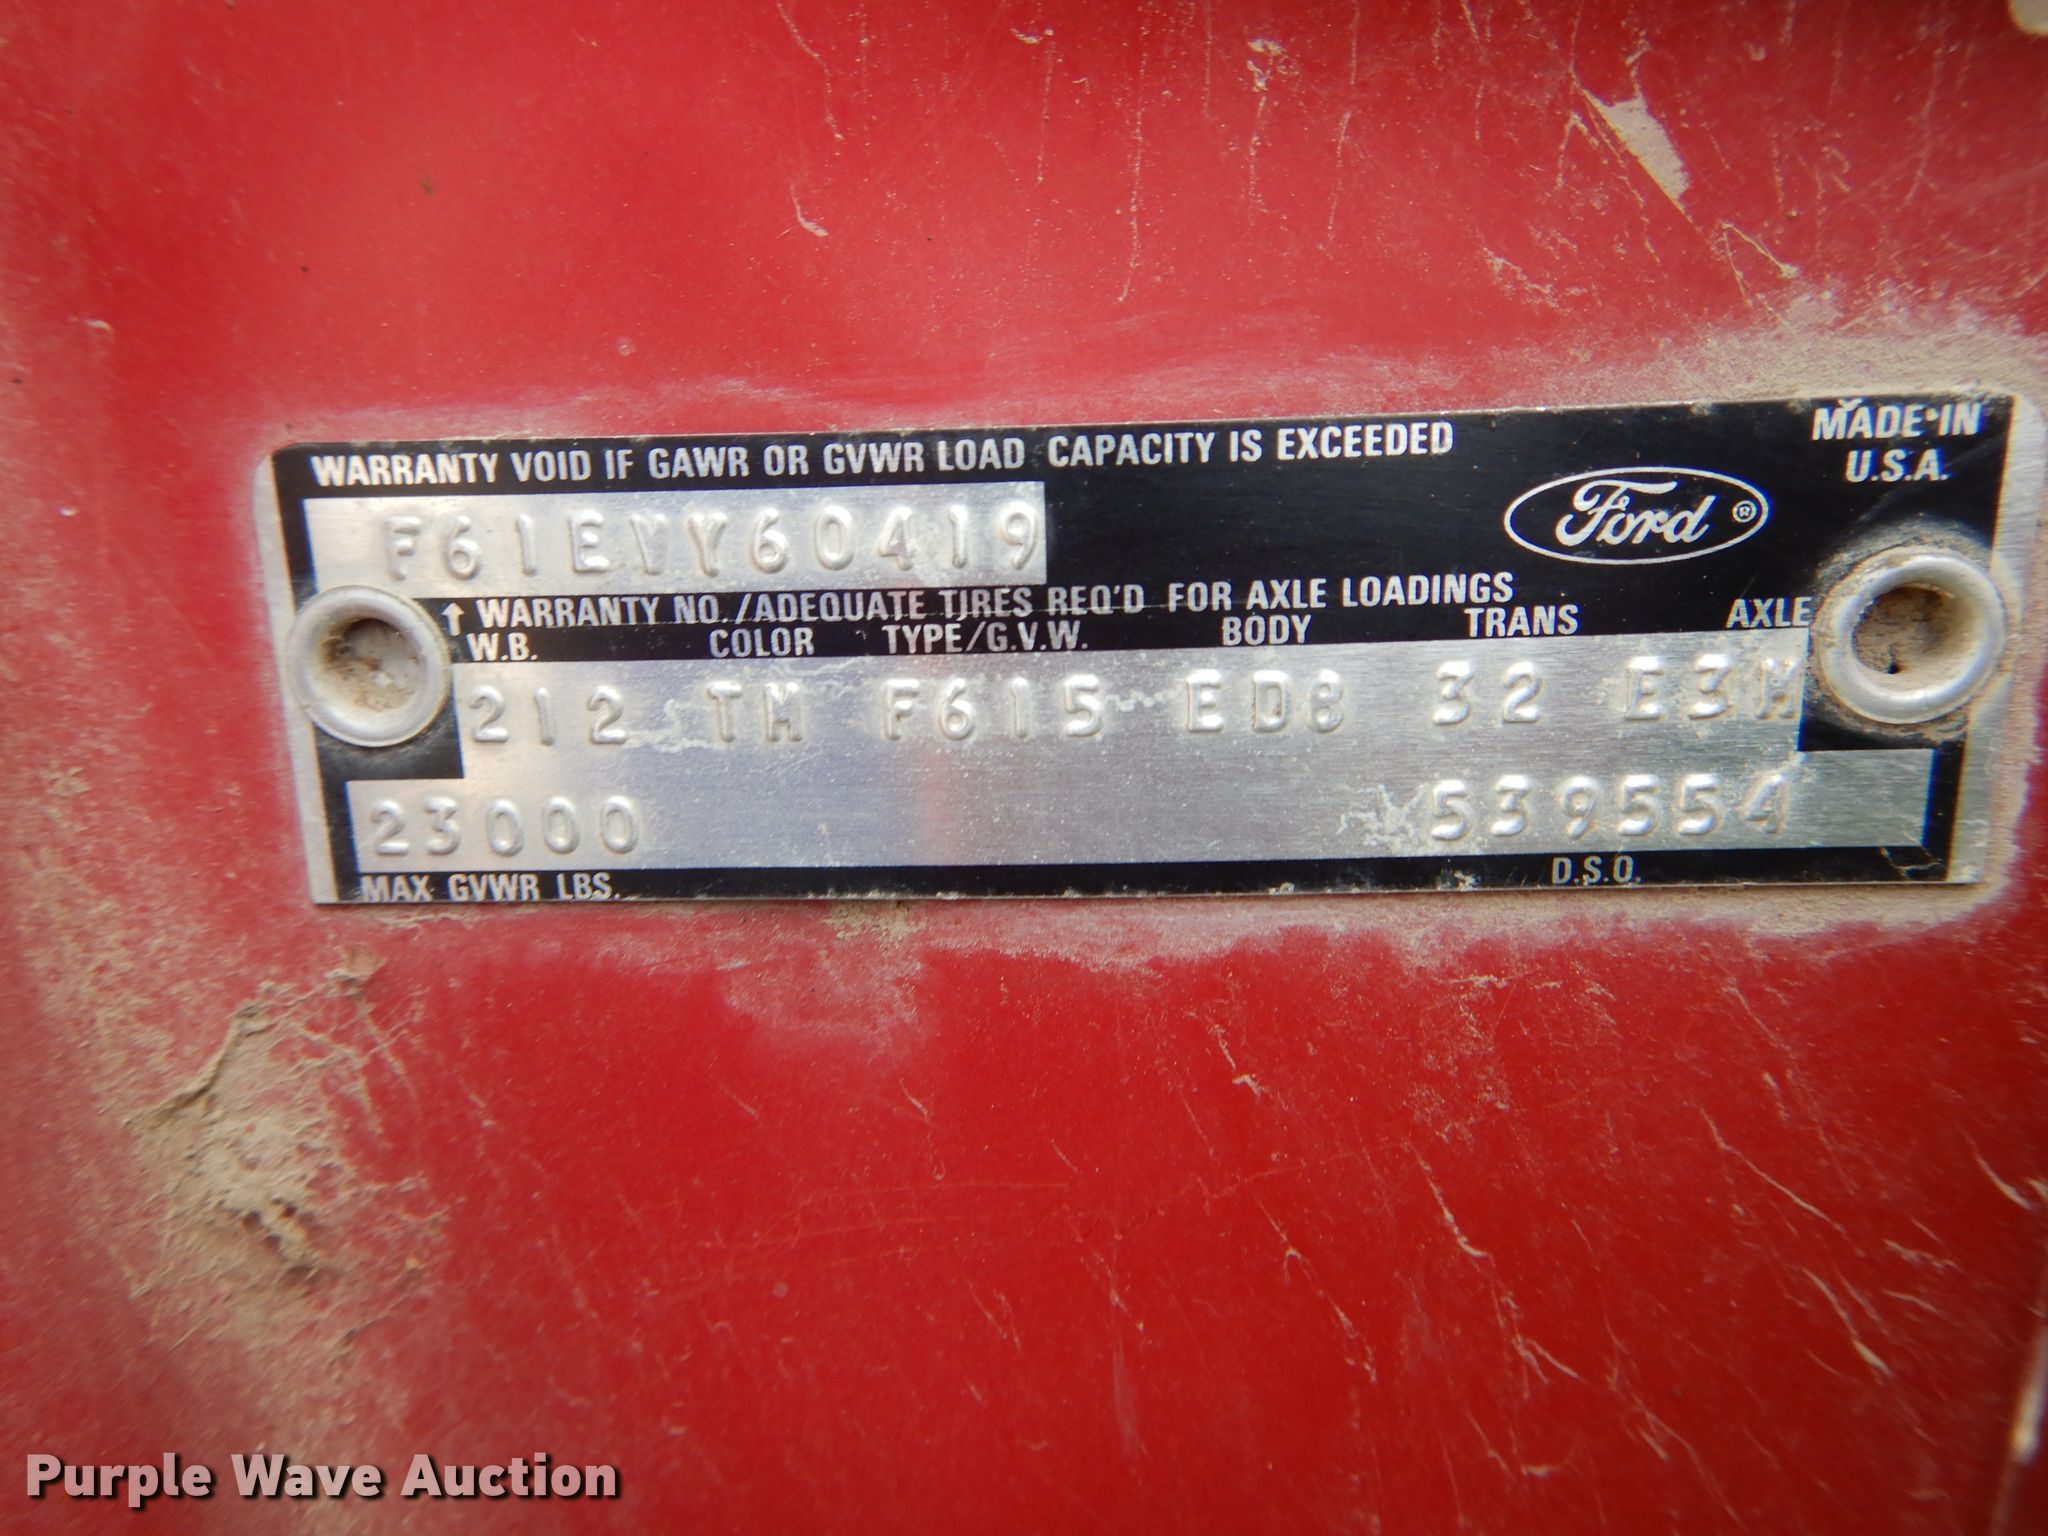 WARRANTY VOID IF GAWR OR GVWR LOAD CAPACITY IS EXCEEDED
MADE IN
U.S.A.
Ford ®
F61EVY60419
↑ WARRANTY NO./ADEQUATE TIRES REQ'D FOR AXLE LOADINGS
W.B. COLOR TYPE/G.V.W. BODY TRANS AXLE
212 TM F615 ED8 32 E3M
23000 539554
MAX GVWR LBS. D.S.O.
Purple Wave Auction